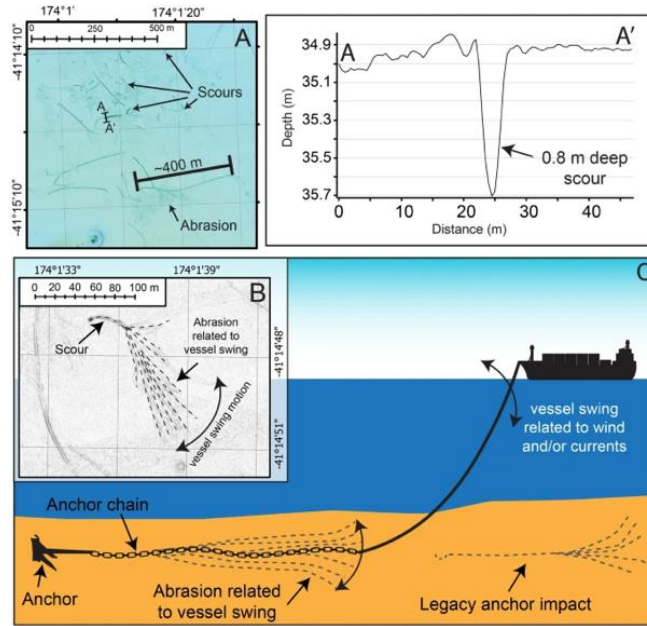 174°1'
174°1'20"
0 250 500 m
A
-41°14'10"
Scours
A
A'
~400 m
Abrasion
-41°15'10"
A
A'
34.9
35.1
35.3
35.5
35.7
Depth (m)
0.8 m deep
scour
0 10 20 30 40
Distance (m)
174°1'33"
174°1'39"
0 20 40 60 80 100 m
B
Scour
Abrasion
related to
vessel swing
vessel swing motion
-41°14'48"
-41°14'51"
C
vessel swing
related to wind
and/or currents
Anchor chain
Anchor
Abrasion related
to vessel swing
Legacy anchor impact